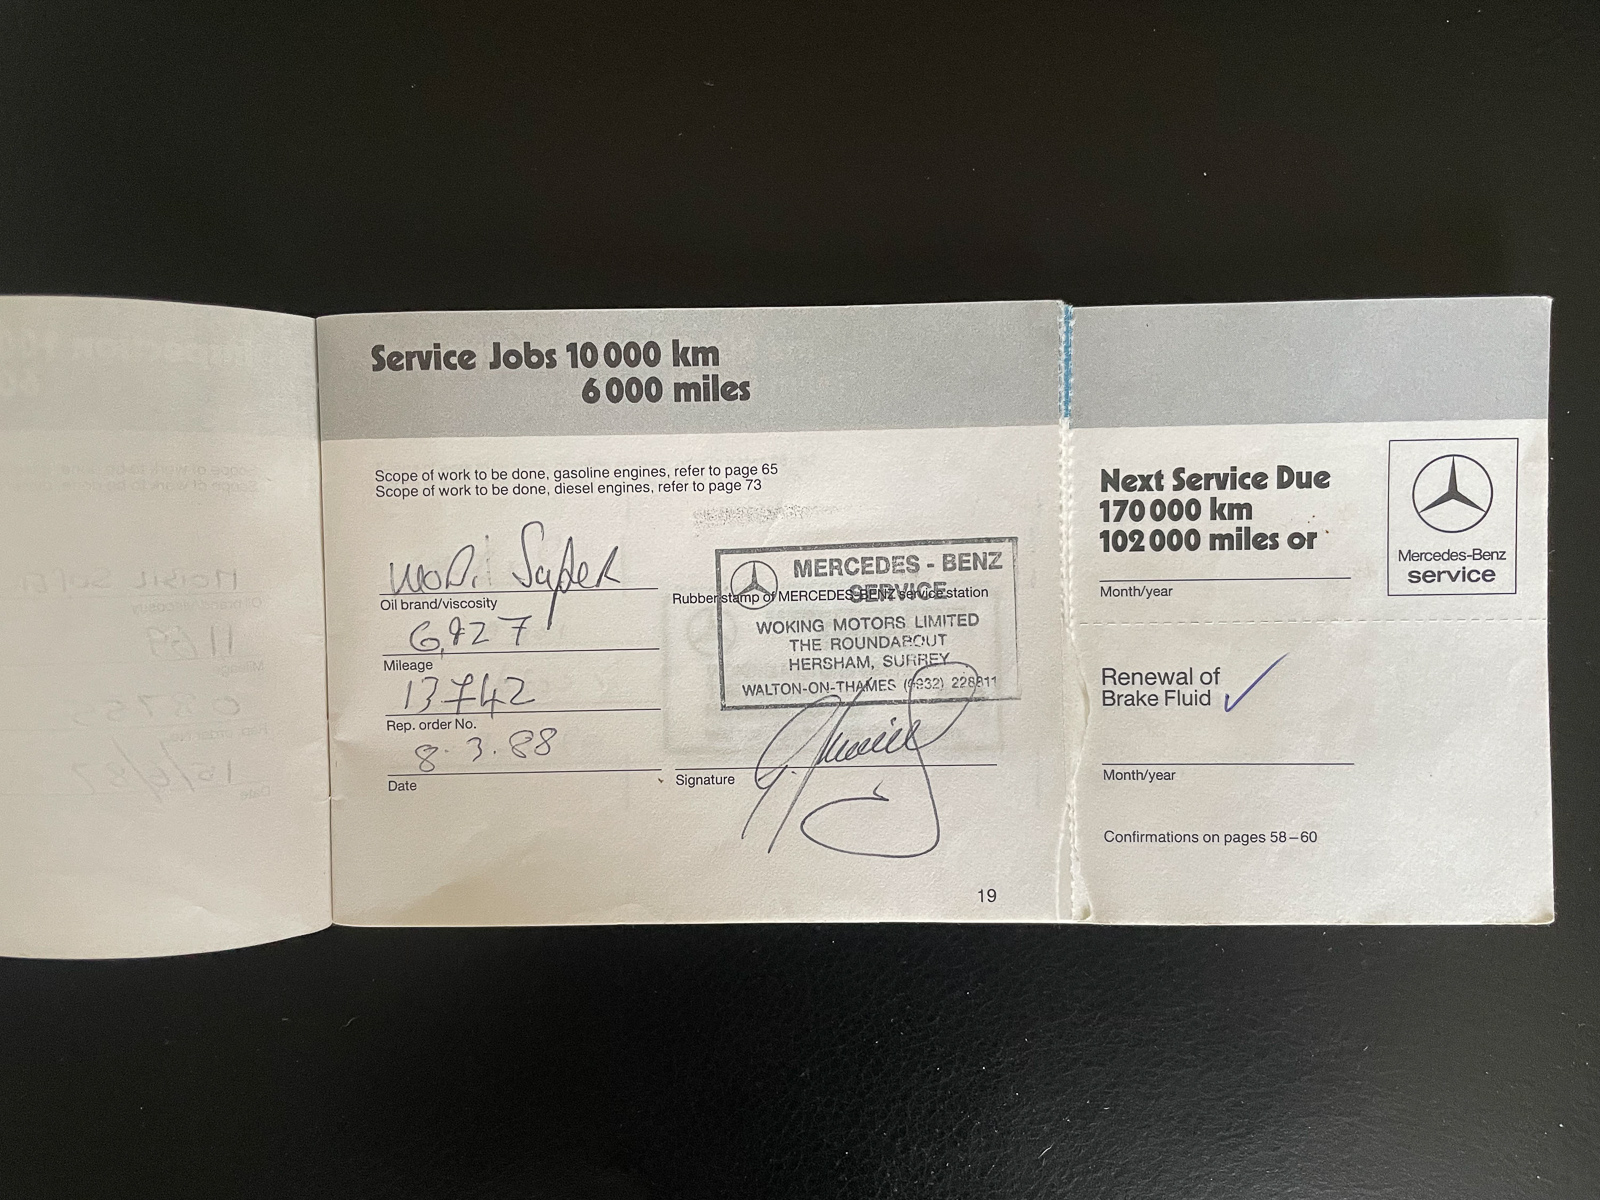 Service Jobs 10 000 km
6 000 miles
Scope of work to be done, gasoline engines, refer to page 65
Scope of work to be done, diesel engines, refer to page 73
Mobil Super
Oil brand/viscosity
6,827
Mileage
13742
Rep. order No.
8. 3. 88
Date
MERCEDES - BENZ
SERVICE
Rubber stamp of MERCEDES-BENZ service station
WOKING MOTORS LIMITED
THE ROUNDABOUT
HERSHAM, SURREY
WALTON-ON-THAMES (0932) 228811
Signature
19
Next Service Due
170 000 km
102 000 miles or
Month/year
Mercedes-Benz
service
Renewal of
Brake Fluid ✓
Month/year
Confirmations on pages 58–60